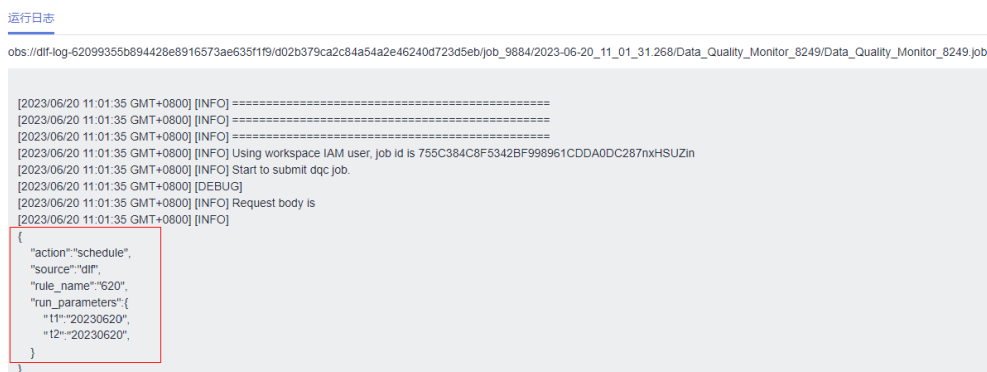 运行日志
obs://dlf-log-62099355b894428e8916573ae635f1f9/d02b379ca2c84a54a2e46240d723d5eb/job_9884/2023-06-20_11_01_31.268/Data_Quality_Monitor_8249/Data_Quality_Monitor_8249.job
[2023/06/20 11:01:35 GMT+0800] [INFO] ===============================================
[2023/06/20 11:01:35 GMT+0800] [INFO] ===============================================
[2023/06/20 11:01:35 GMT+0800] [INFO] ===============================================
[2023/06/20 11:01:35 GMT+0800] [INFO] Using workspace IAM user, job id is 755C384C8F5342BF998961CDDA0DC287nxHSUZin
[2023/06/20 11:01:35 GMT+0800] [INFO] Start to submit dqc job.
[2023/06/20 11:01:35 GMT+0800] [DEBUG]
[2023/06/20 11:01:35 GMT+0800] [INFO] Request body is
[2023/06/20 11:01:35 GMT+0800] [INFO]
{
"action":"schedule",
"source":"dlf",
"rule_name":"620",
"run_parameters":{
"t1":"20230620",
"t2":"20230620",
}
}